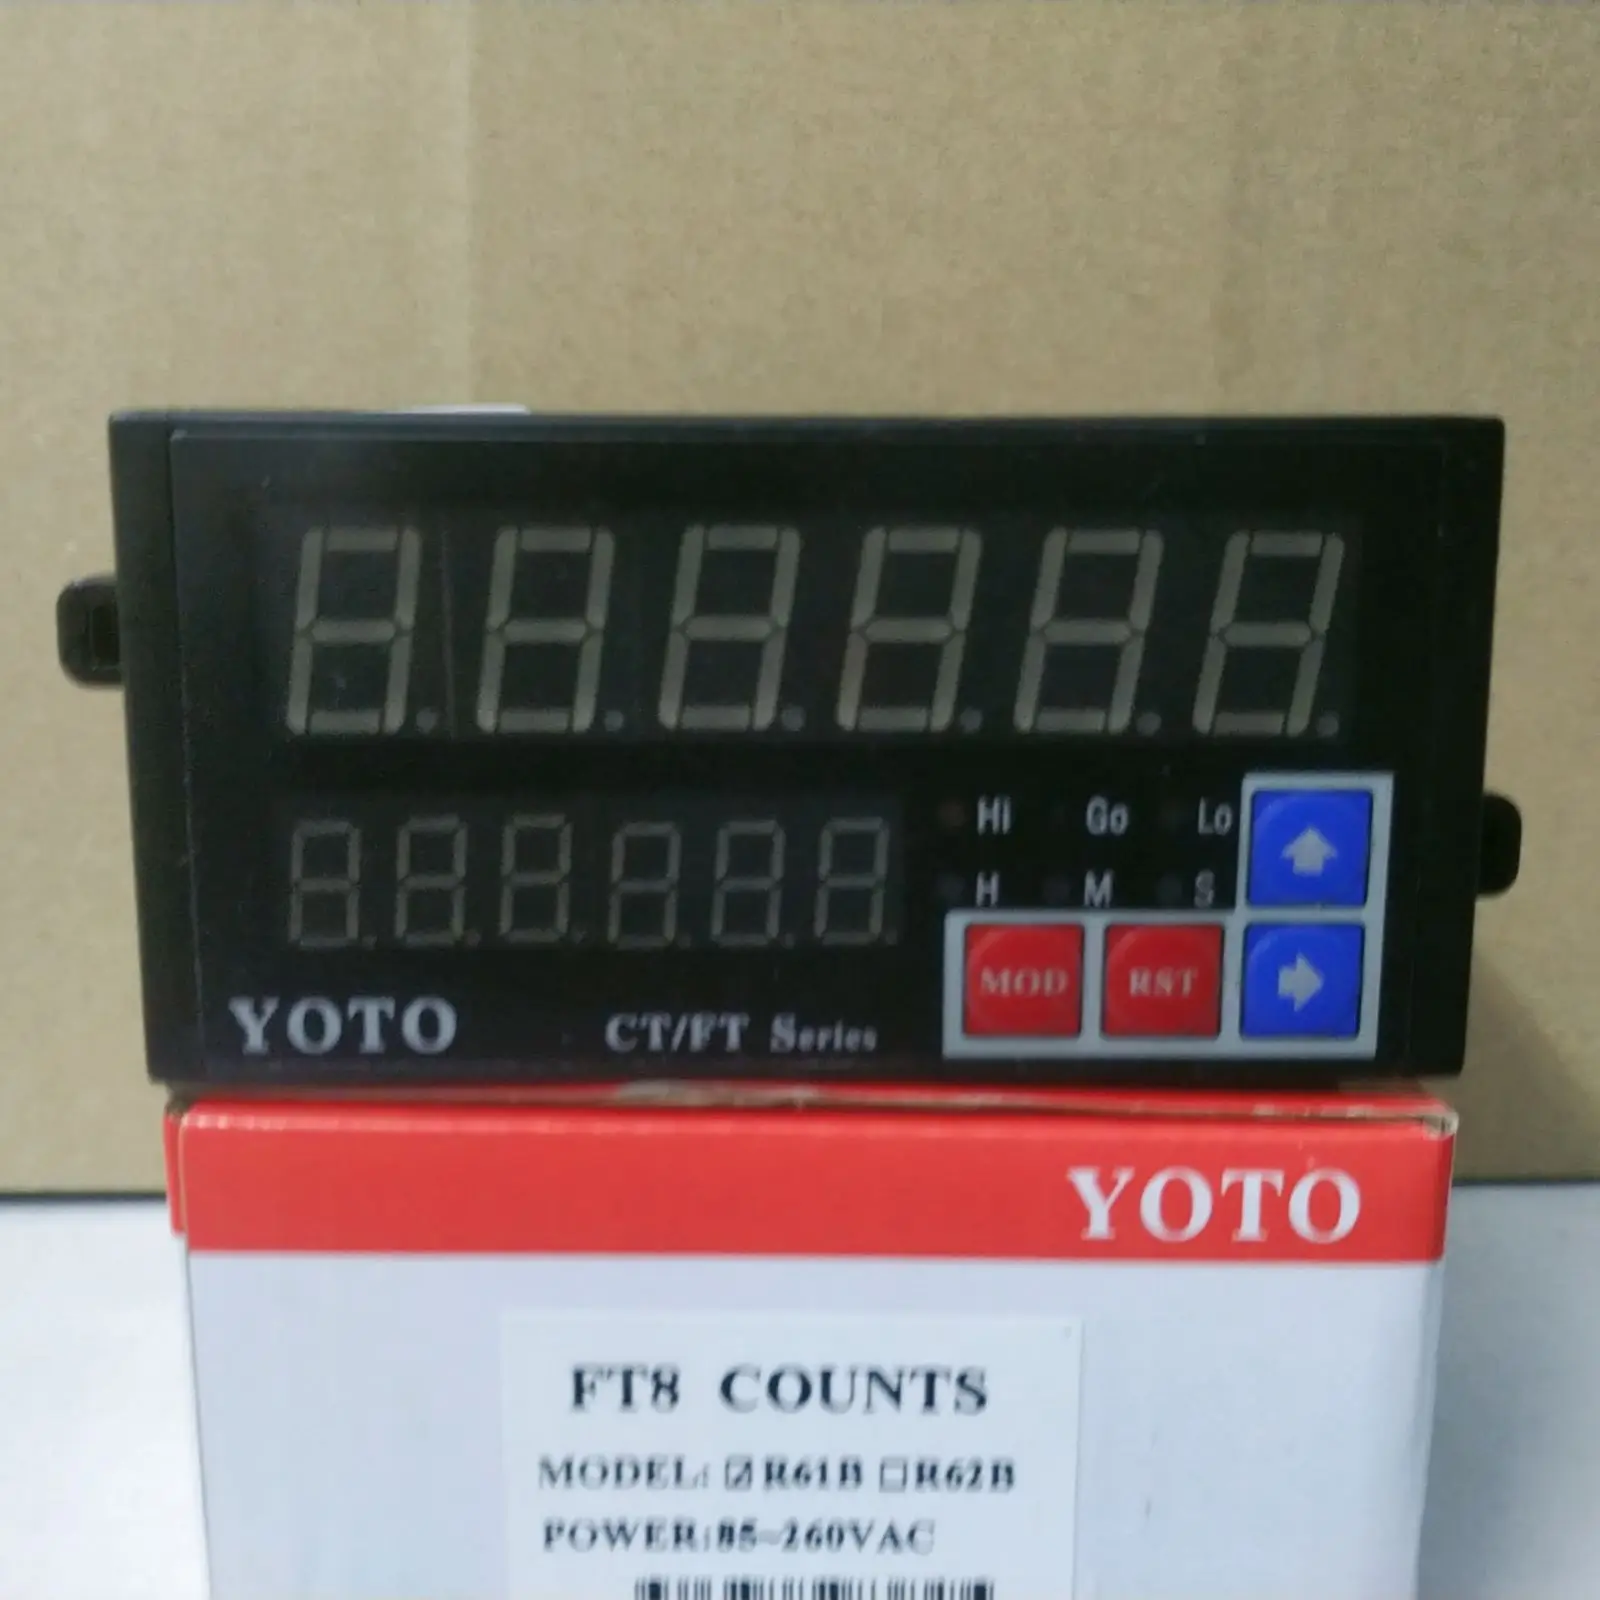 Hi Go Lo
H M S
MOD RST
YOTO CT/FT Series
YOTO
FT8 COUNTS
MODEL: ☑R61B ☐R62B
POWER:85~260VAC